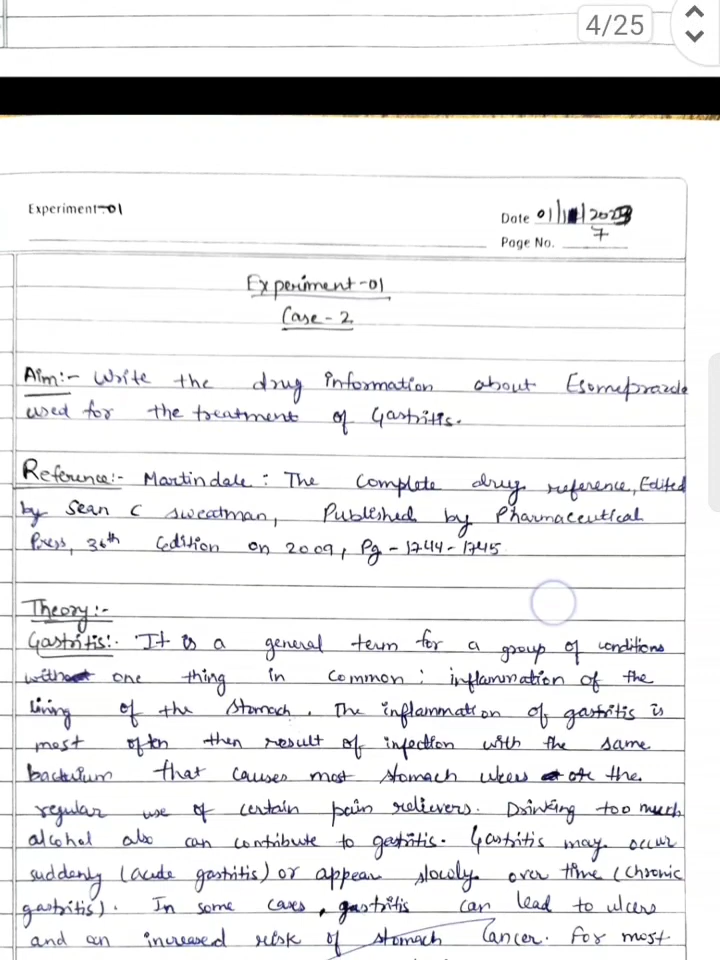 4/25
Experiment-01
Date 01/11/2023
Page No. 7
Experiment-01
Case-2
Aim:- Write the drug information about Esomeprazole
used for the treatment of Gastritis.
Reference:- Martindale: The Complete drug reference, Edited
by Sean C Sweatman, Published by Pharmaceutical
Press, 36th Edition on 2009, Pg-1744-1745
Theory:-
Gastritis:- It is a general term for a group of conditions
with one thing in common: inflammation of the
lining of the stomach. The inflammation of gastritis is
most often then result of infection with the same
bacterium that causes most stomach ulcers or the
regular use of certain pain relievers. Drinking too much
alcohol also can contribute to gastritis. Gastritis may occur
suddenly (acute gastritis) or appear slowly over time (chronic
gastritis). In some cases, gastritis can lead to ulcers
and an increased risk of stomach cancer. For most